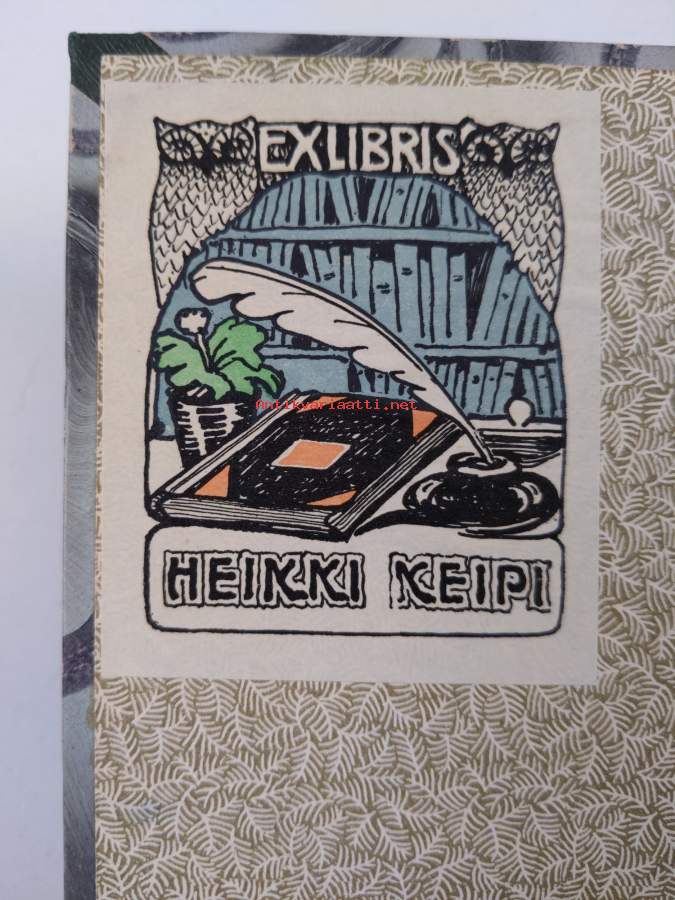 EX LIBRIS
Antikvariaatti.net
HEIKKI KEIPI